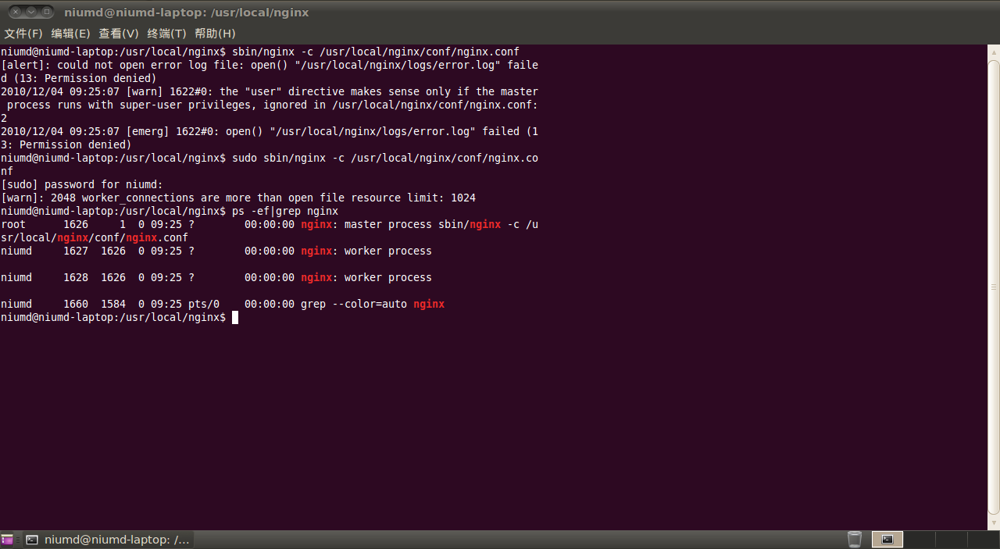 niumd@niumd-laptop: /usr/local/nginx
文件(F) 编辑(E) 查看(V) 终端(T) 帮助(H)
niumd@niumd-laptop:/usr/local/nginx$ sbin/nginx -c /usr/local/nginx/conf/nginx.conf
[alert]: could not open error log file: open() "/usr/local/nginx/logs/error.log" faile
d (13: Permission denied)
2010/12/04 09:25:07 [warn] 1622#0: the "user" directive makes sense only if the master
 process runs with super-user privileges, ignored in /usr/local/nginx/conf/nginx.conf:
2
2010/12/04 09:25:07 [emerg] 1622#0: open() "/usr/local/nginx/logs/error.log" failed (1
3: Permission denied)
niumd@niumd-laptop:/usr/local/nginx$ sudo sbin/nginx -c /usr/local/nginx/conf/nginx.co
nf
[sudo] password for niumd:
[warn]: 2048 worker_connections are more than open file resource limit: 1024
niumd@niumd-laptop:/usr/local/nginx$ ps -ef|grep nginx
root      1626     1  0 09:25 ?        00:00:00 nginx: master process sbin/nginx -c /u
sr/local/nginx/conf/nginx.conf
niumd     1627  1626  0 09:25 ?        00:00:00 nginx: worker process
niumd     1628  1626  0 09:25 ?        00:00:00 nginx: worker process
niumd     1660  1584  0 09:25 pts/0    00:00:00 grep --color=auto nginx
niumd@niumd-laptop:/usr/local/nginx$
niumd@niumd-laptop: /...